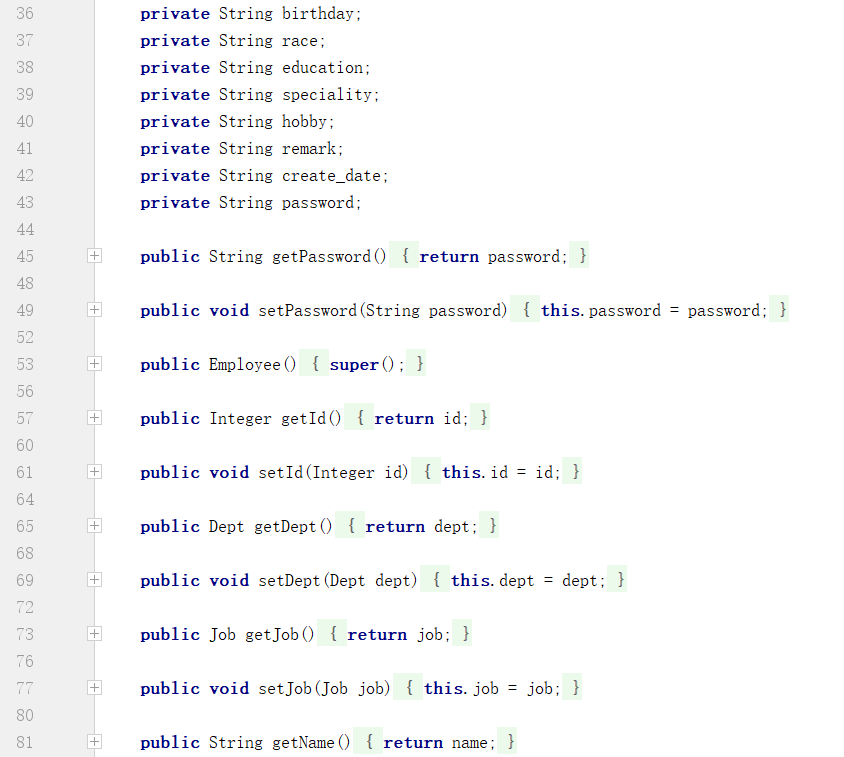 36 private String birthday;
37 private String race;
38 private String education;
39 private String speciality;
40 private String hobby;
41 private String remark;
42 private String create_date;
43 private String password;
44
45 public String getPassword() { return password; }
48
49 public void setPassword(String password) { this.password = password; }
52
53 public Employee() { super(); }
56
57 public Integer getId() { return id; }
60
61 public void setId(Integer id) { this.id = id; }
64
65 public Dept getDept() { return dept; }
68
69 public void setDept(Dept dept) { this.dept = dept; }
72
73 public Job getJob() { return job; }
76
77 public void setJob(Job job) { this.job = job; }
80
81 public String getName() { return name; }